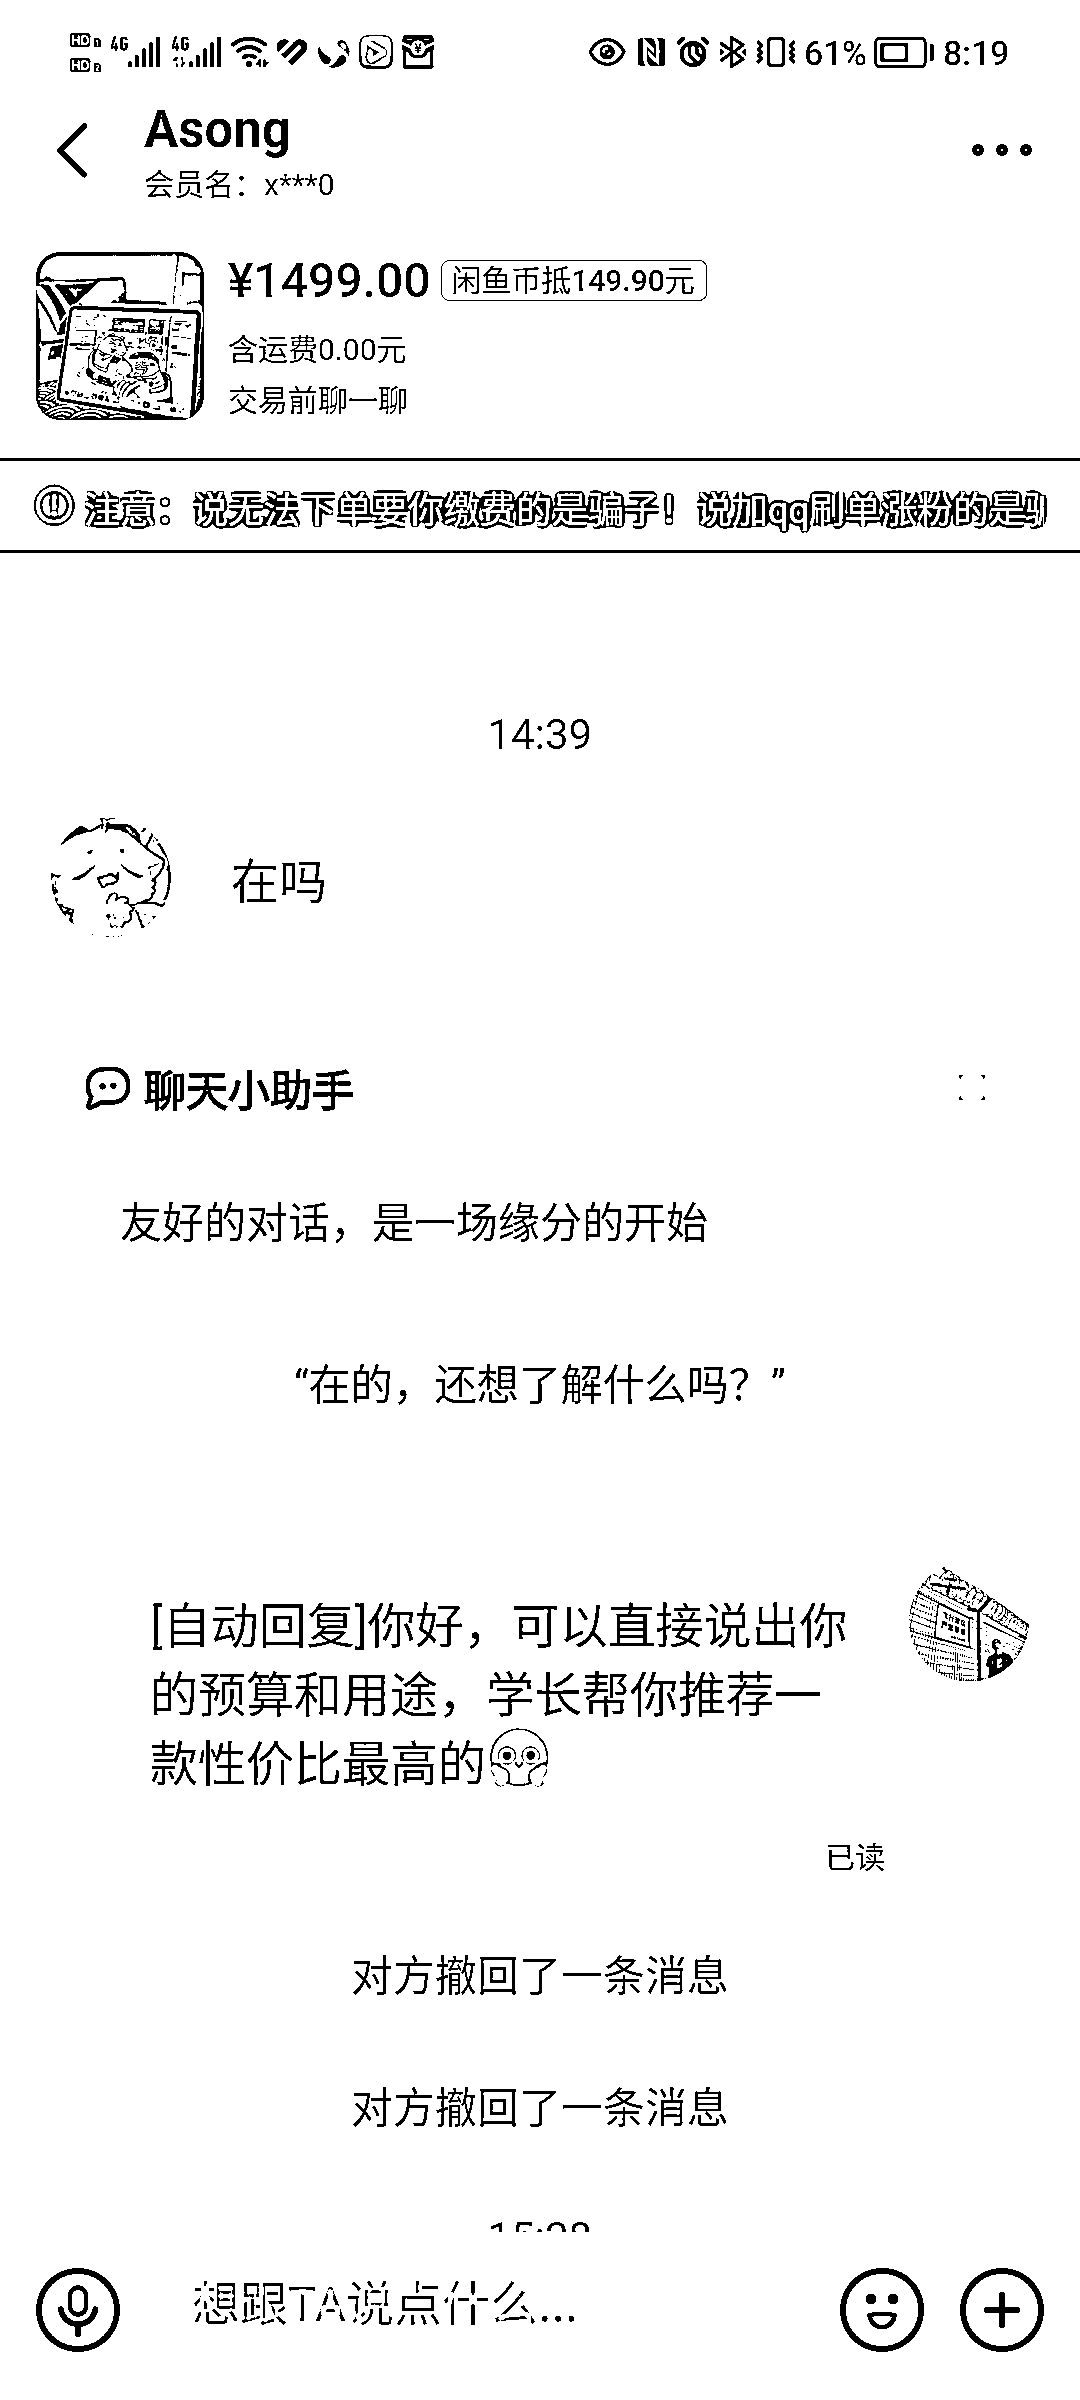 HD 1 4G 4G 61% 8:19
HD 2
Asong
会员名：x***0
¥1499.00 闲鱼币抵149.90元
含运费0.00元
交易前聊一聊
注意：说无法下单要你缴费的是骗子！说加qq刷单涨粉的是
14:39
在吗
聊天小助手
友好的对话，是一场缘分的开始
“在的，还想了解什么吗？”
[自动回复]你好，可以直接说出你
的预算和用途，学长帮你推荐一
款性价比最高的
已读
对方撤回了一条消息
对方撤回了一条消息
想跟TA说点什么...